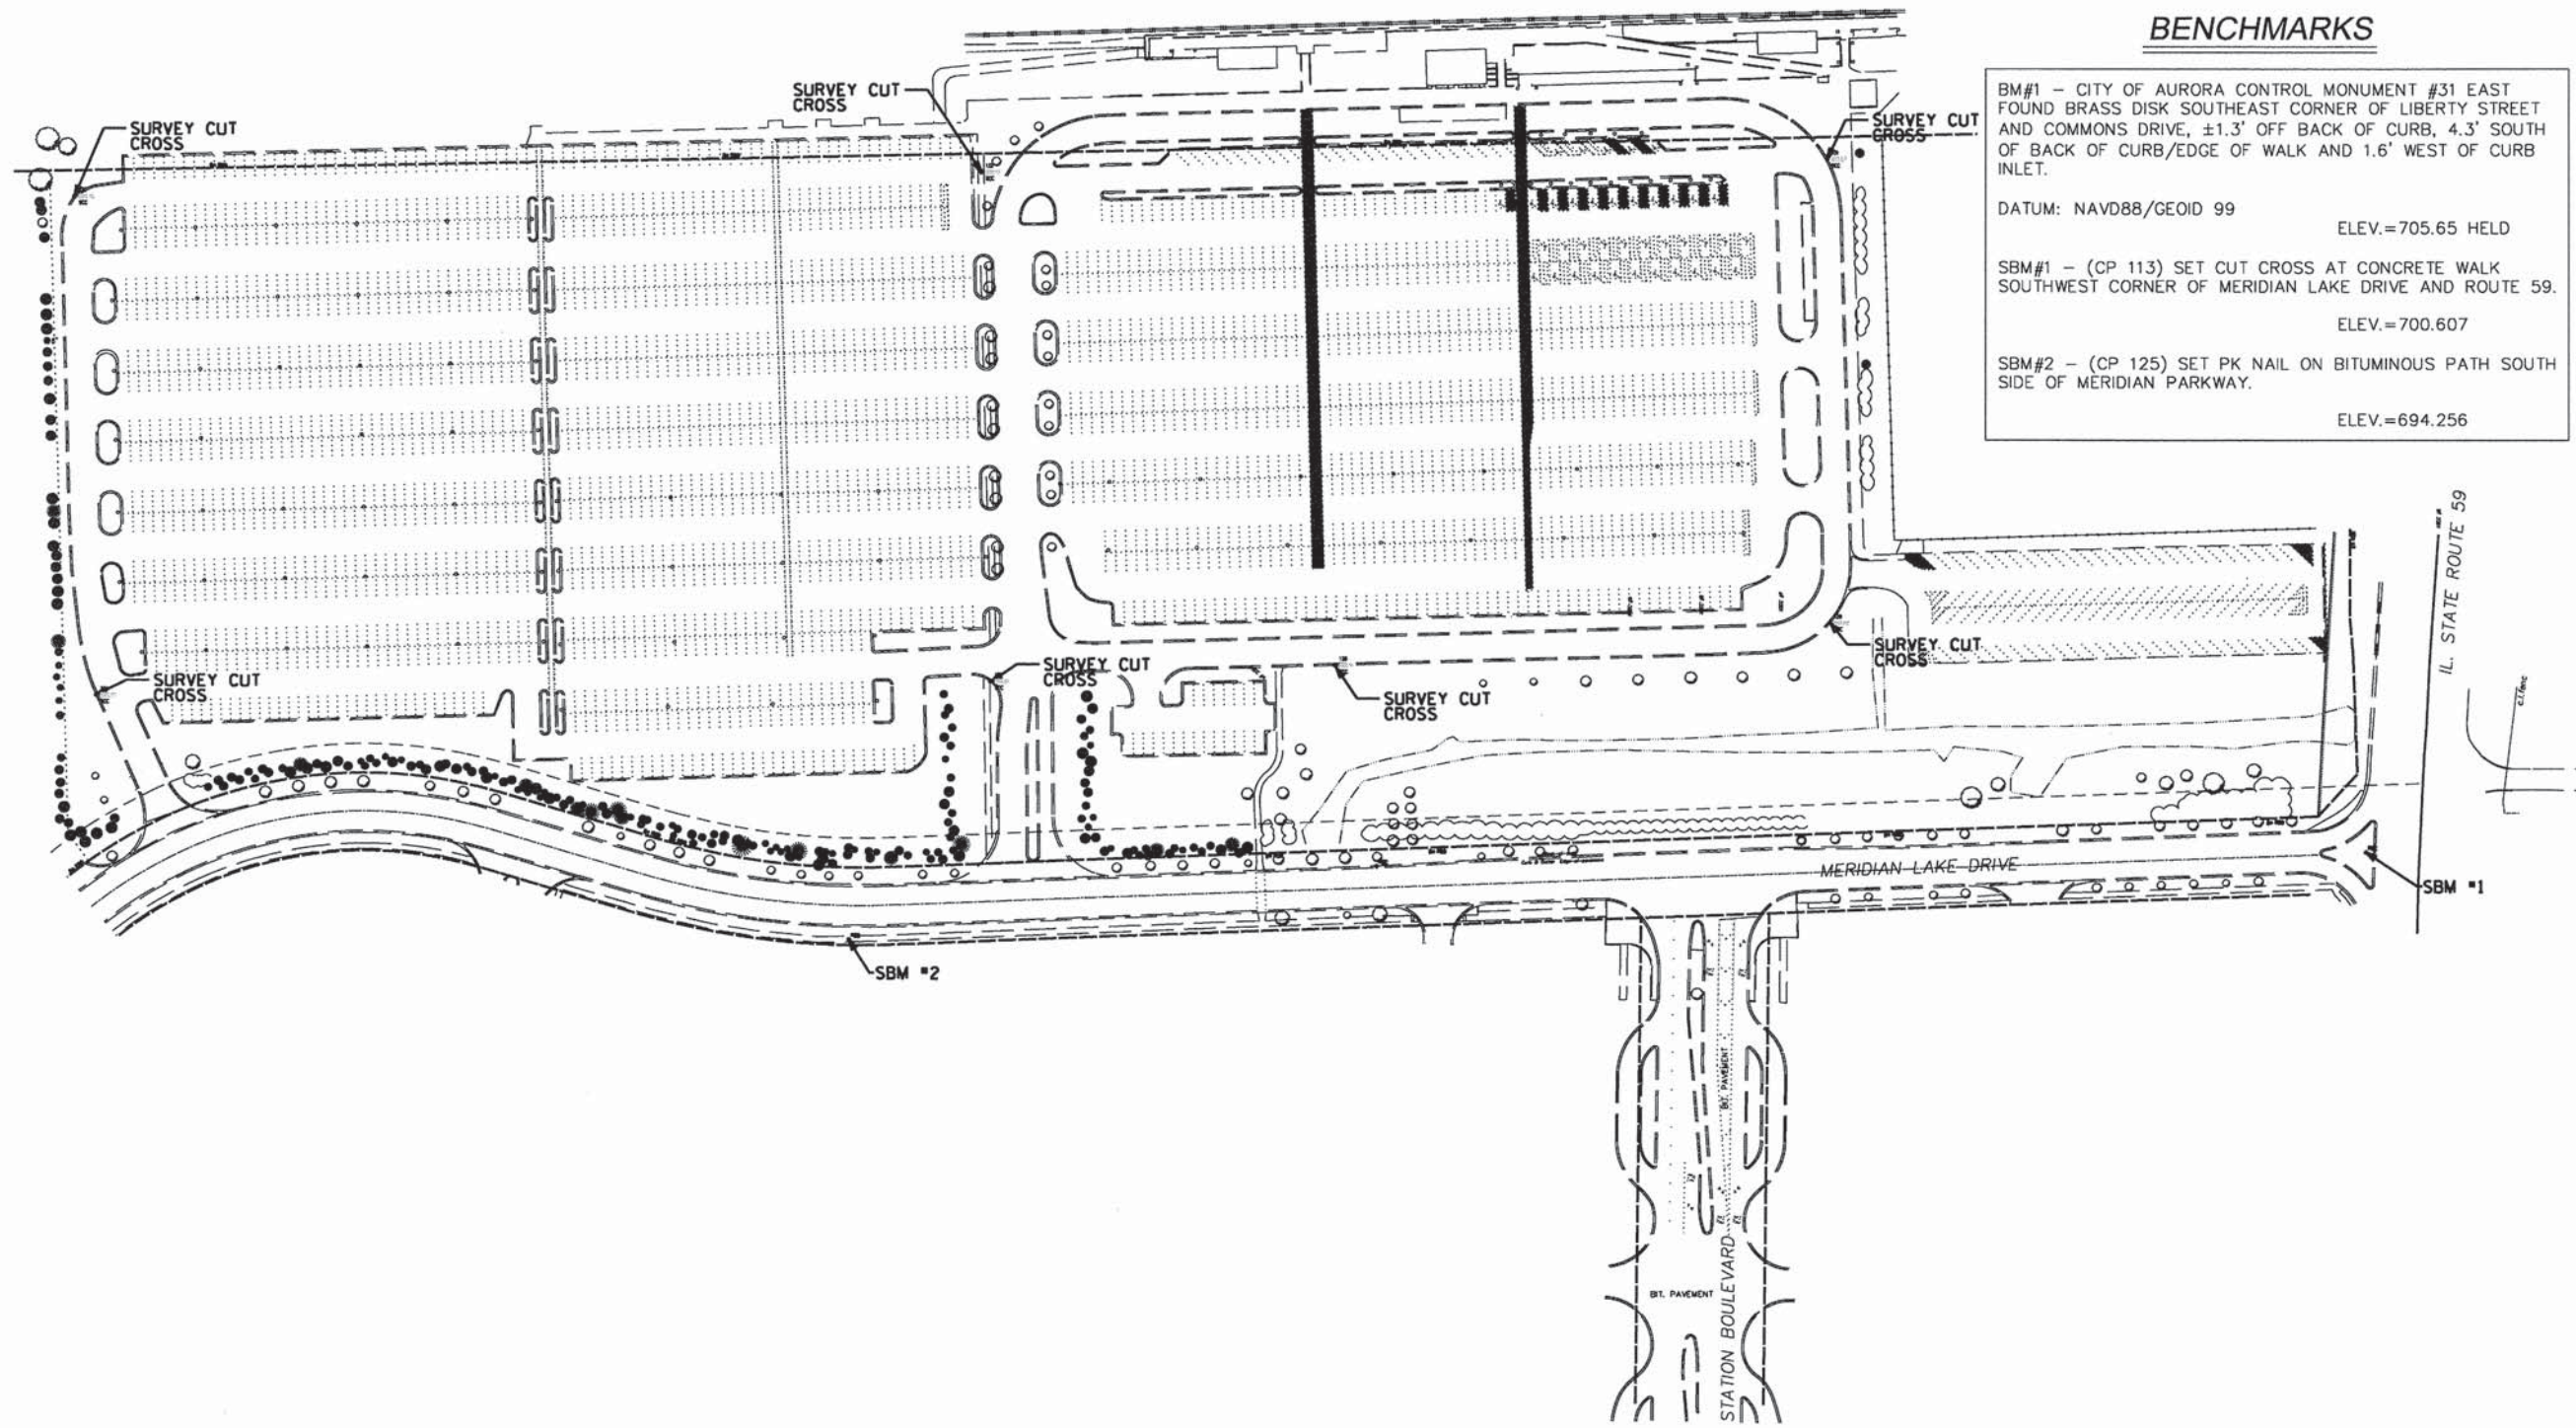 BENCHMARKS
BM#1 – CITY OF AURORA CONTROL MONUMENT #31 EAST
FOUND BRASS DISK SOUTHEAST CORNER OF LIBERTY STREET
AND COMMONS DRIVE, ±1.3' OFF BACK OF CURB, 4.3' SOUTH
OF BACK OF CURB/EDGE OF WALK AND 1.6' WEST OF CURB
INLET.
DATUM: NAVD88/GEOID 99
ELEV.=705.65 HELD
SBM#1 – (CP 113) SET CUT CROSS AT CONCRETE WALK
SOUTHWEST CORNER OF MERIDIAN LAKE DRIVE AND ROUTE 59.
ELEV.=700.607
SBM#2 – (CP 125) SET PK NAIL ON BITUMINOUS PATH SOUTH
SIDE OF MERIDIAN PARKWAY.
ELEV.=694.256
SURVEY CUT
CROSS
SURVEY CUT
CROSS
SURVEY CUT
CROSS
SURVEY CUT
CROSS
SURVEY CUT
CROSS
SURVEY CUT
CROSS
SURVEY CUT
CROSS
IL. STATE ROUTE 59
MERIDIAN LAKE DRIVE
SBM #1
SBM #2
BIT. PAVEMENT
BIT. PAVEMENT
STATION BOULEVARD